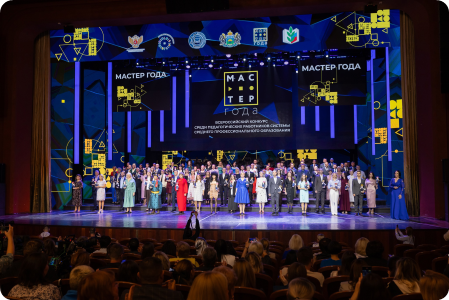 МАСТЕР ГОДА
МАСТЕР ГОДА
МАС
ТЕР
года
ВСЕРОССИЙСКИЙ КОНКУРС
СРЕДИ ПЕДАГОГИЧЕСКИХ РАБОТНИКОВ СИСТЕМЫ
СРЕДНЕГО ПРОФЕССИОНАЛЬНОГО ОБРАЗОВАНИЯ